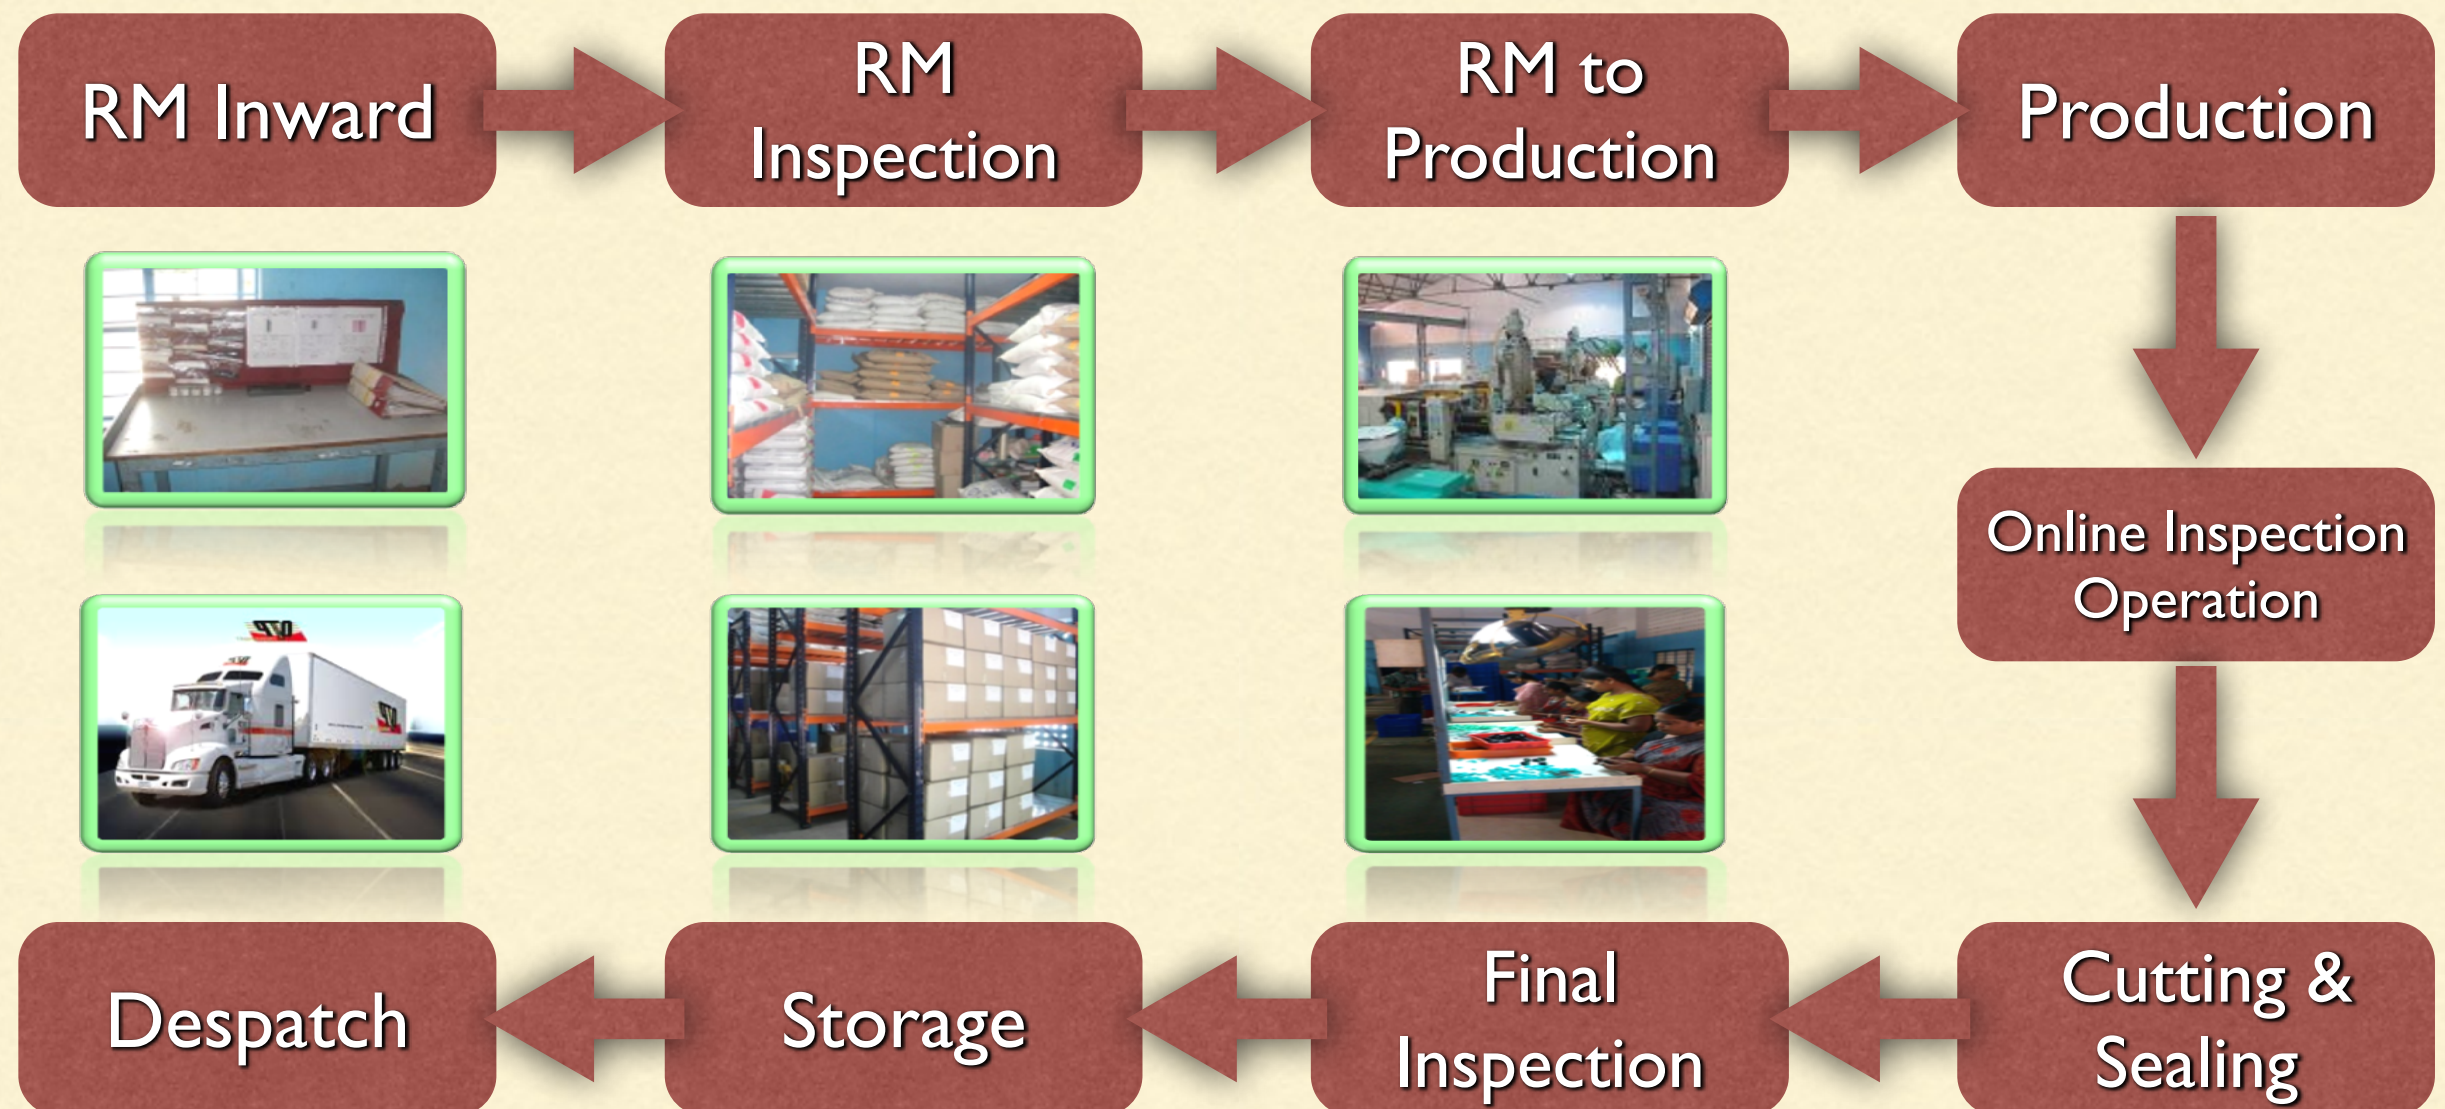 RM Inward
RM
Inspection
RM to
Production
Production
Online Inspection
Operation
Cutting &
Sealing
Final
Inspection
Storage
Despatch